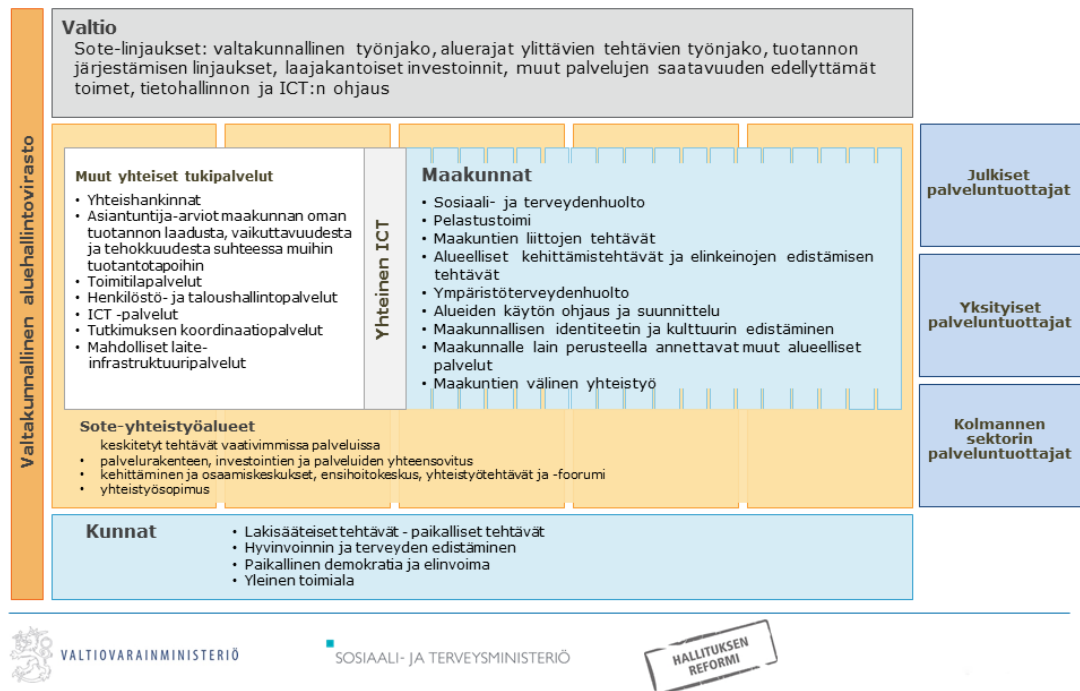 Valtakunnallinen aluehallintovirasto
Valtio
Sote-linjaukset: valtakunnallinen työnjako, aluerajat ylittävien tehtävien työnjako, tuotannon
järjestämisen linjaukset, laajakantoiset investoinnit, muut palvelujen saatavuuden edellyttämät
toimet, tietohallinnon ja ICT:n ohjaus
Muut yhteiset tukipalvelut
• Yhteishankinnat
• Asiantuntija-arviot maakunnan oman
tuotannon laadusta, vaikuttavuudesta
ja tehokkuudesta suhteessa muihin
tuotantotapoihin
• Toimitilapalvelut
• Henkilöstö- ja taloushallintopalvelut
• ICT -palvelut
• Tutkimuksen koordinaatiopalvelut
• Mahdolliset laite-
infrastruktuuripalvelut
Yhteinen ICT
Maakunnat
• Sosiaali- ja terveydenhuolto
• Pelastustoimi
• Maakuntien liittojen tehtävät
• Alueelliset kehittämistehtävät ja elinkeinojen edistämisen
tehtävät
• Ympäristöterveydenhuolto
• Alueiden käytön ohjaus ja suunnittelu
• Maakunnallisen identiteetin ja kulttuurin edistäminen
• Maakunnalle lain perusteella annettavat muut alueelliset
palvelut
• Maakuntien välinen yhteistyö
Sote-yhteistyöalueet
keskitetyt tehtävät vaativimmissa palveluissa
• palvelurakenteen, investointien ja palveluiden yhteensovitus
• kehittäminen ja osaamiskeskukset, ensihoitokeskus, yhteistyötehtävät ja -foorumi
• yhteistyösopimus
Julkiset
palveluntuottajat
Yksityiset
palveluntuottajat
Kolmannen
sektorin
palveluntuottajat
Kunnat
• Lakisääteiset tehtävät - paikalliset tehtävät
• Hyvinvoinnin ja terveyden edistäminen
• Paikallinen demokratia ja elinvoima
• Yleinen toimiala
VALTIOVARAINMINISTERIÖ
SOSIAALI- JA TERVEYSMINISTERIÖ
HALLITUKSEN
REFORMI